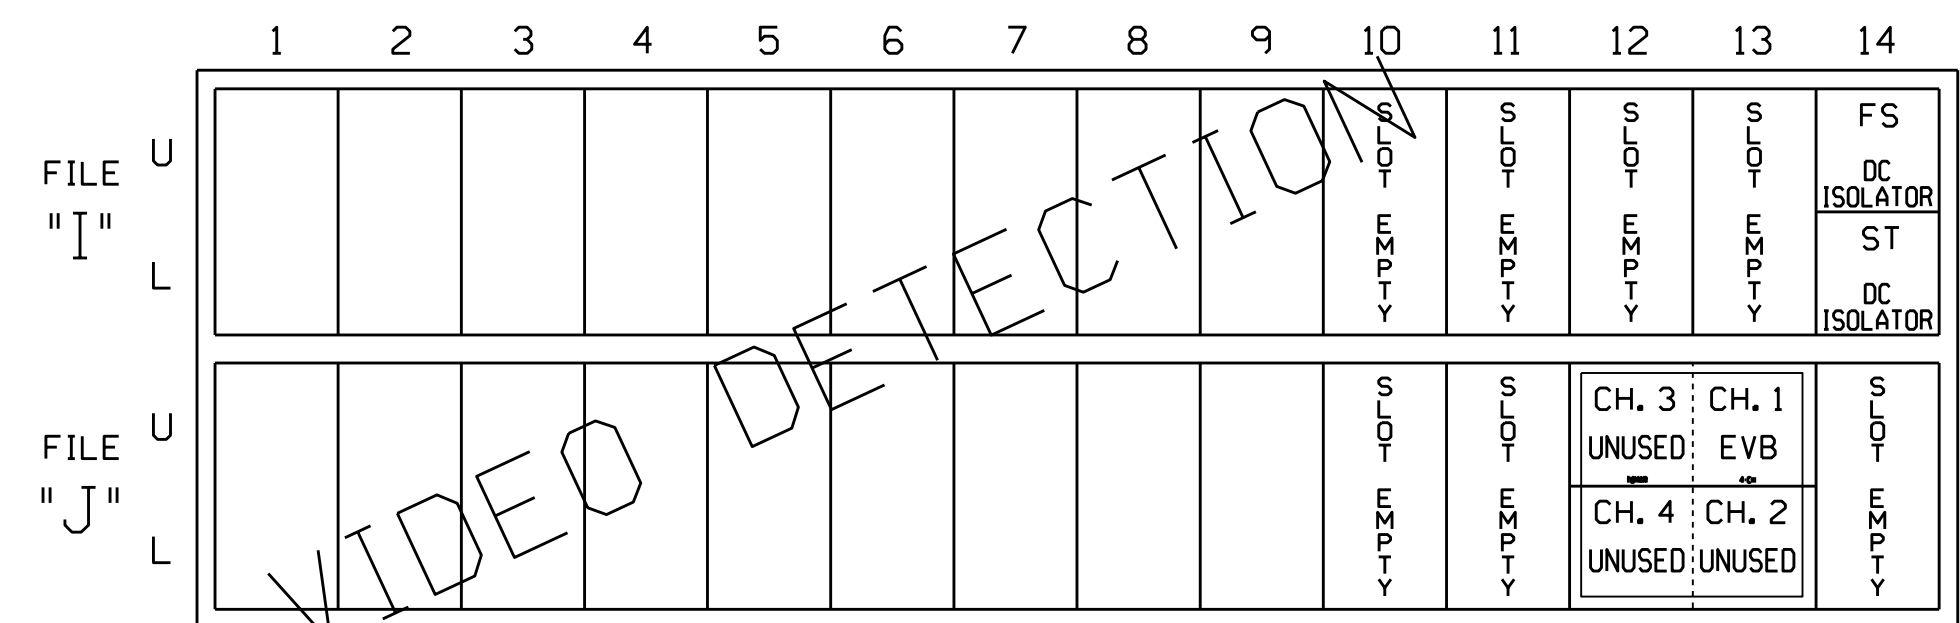 1 2 3 4 5 6 7 8 9 10 11 12 13 14
FILE "I"
U
L
VIDEO DETECTION
SLOT EMPTY
SLOT EMPTY
SLOT EMPTY
SLOT EMPTY
FS
DC
ISOLATOR
ST
DC
ISOLATOR
FILE "J"
U
L
SLOT EMPTY
SLOT EMPTY
CH. 3
UNUSED
CH. 1
EVB
CH. 4
UNUSED
CH. 2
UNUSED
SLOT EMPTY